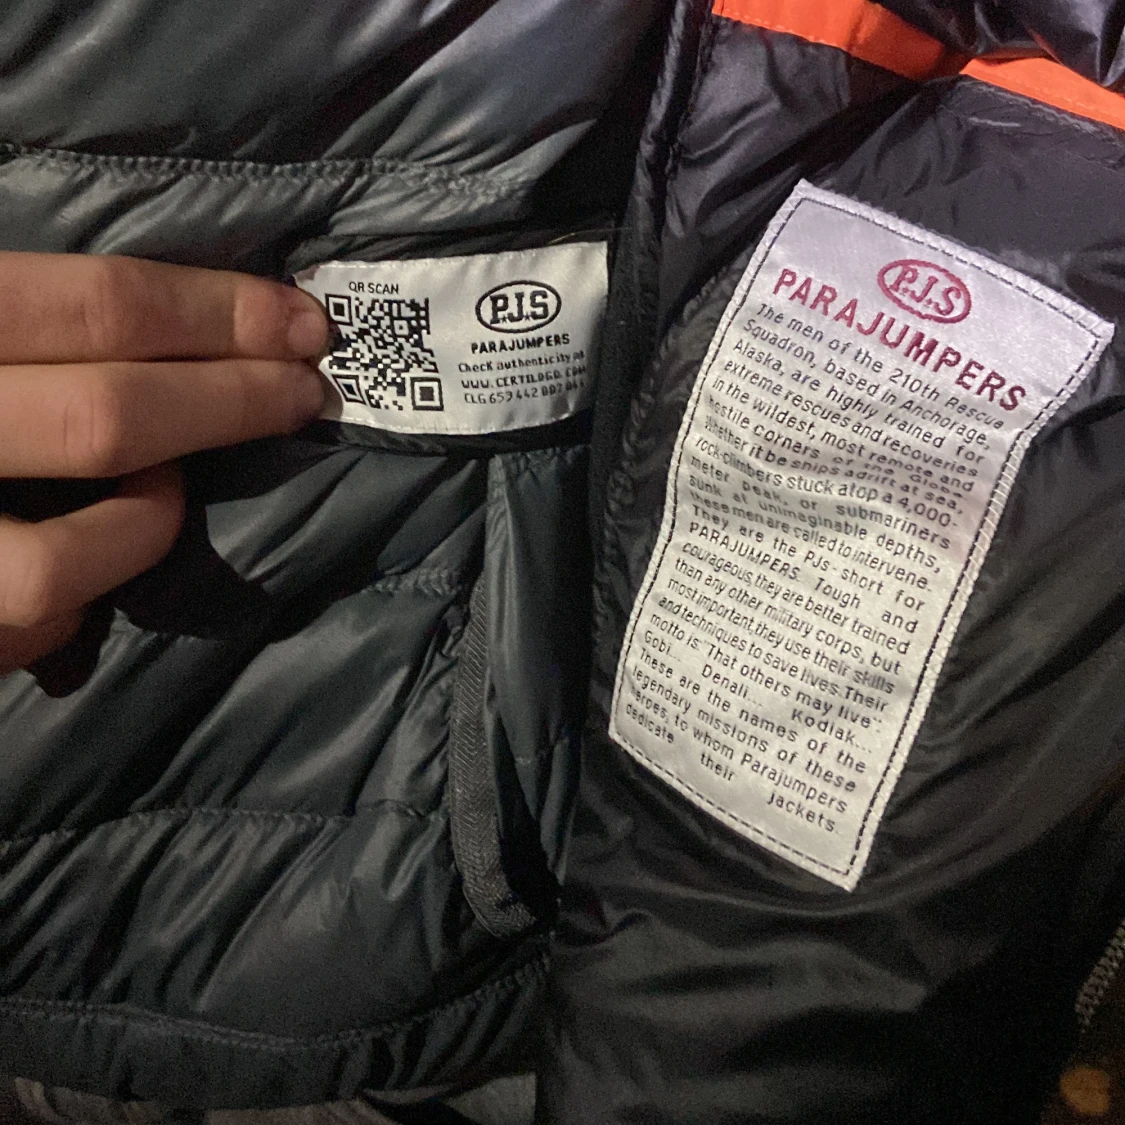 QR SCAN
P.J.S
PARAJUMPERS
Check authenticity
WWW.CERTILOGO.COM
CLG 653 442 007
P.J.S
PARAJUMPERS
The men of the 210th Rescue
Squadron, based in Anchorage,
Alaska, are highly trained for
extreme rescues and recoveries
in the wildest, most remote and
hostile cornars of the Globe
Whether it be ships adrift at sea,
rock-climbers stuck atop a 4,000-
meter peak, or submariners
sunk at unimaginable depths,
these men are called to intervene.
They are the PJs - short for
PARAJUMPERS. Tough and
courageous, they are better trained
than any other military corps, but
most important, they use their skills
and techniques to save lives. Their
motto is: "That others may live".
Gobi... Denali... Kodiak...
These are the names of the
legendary missions of these
heroes, to whom Parajumpers
dedicate their
jackets.